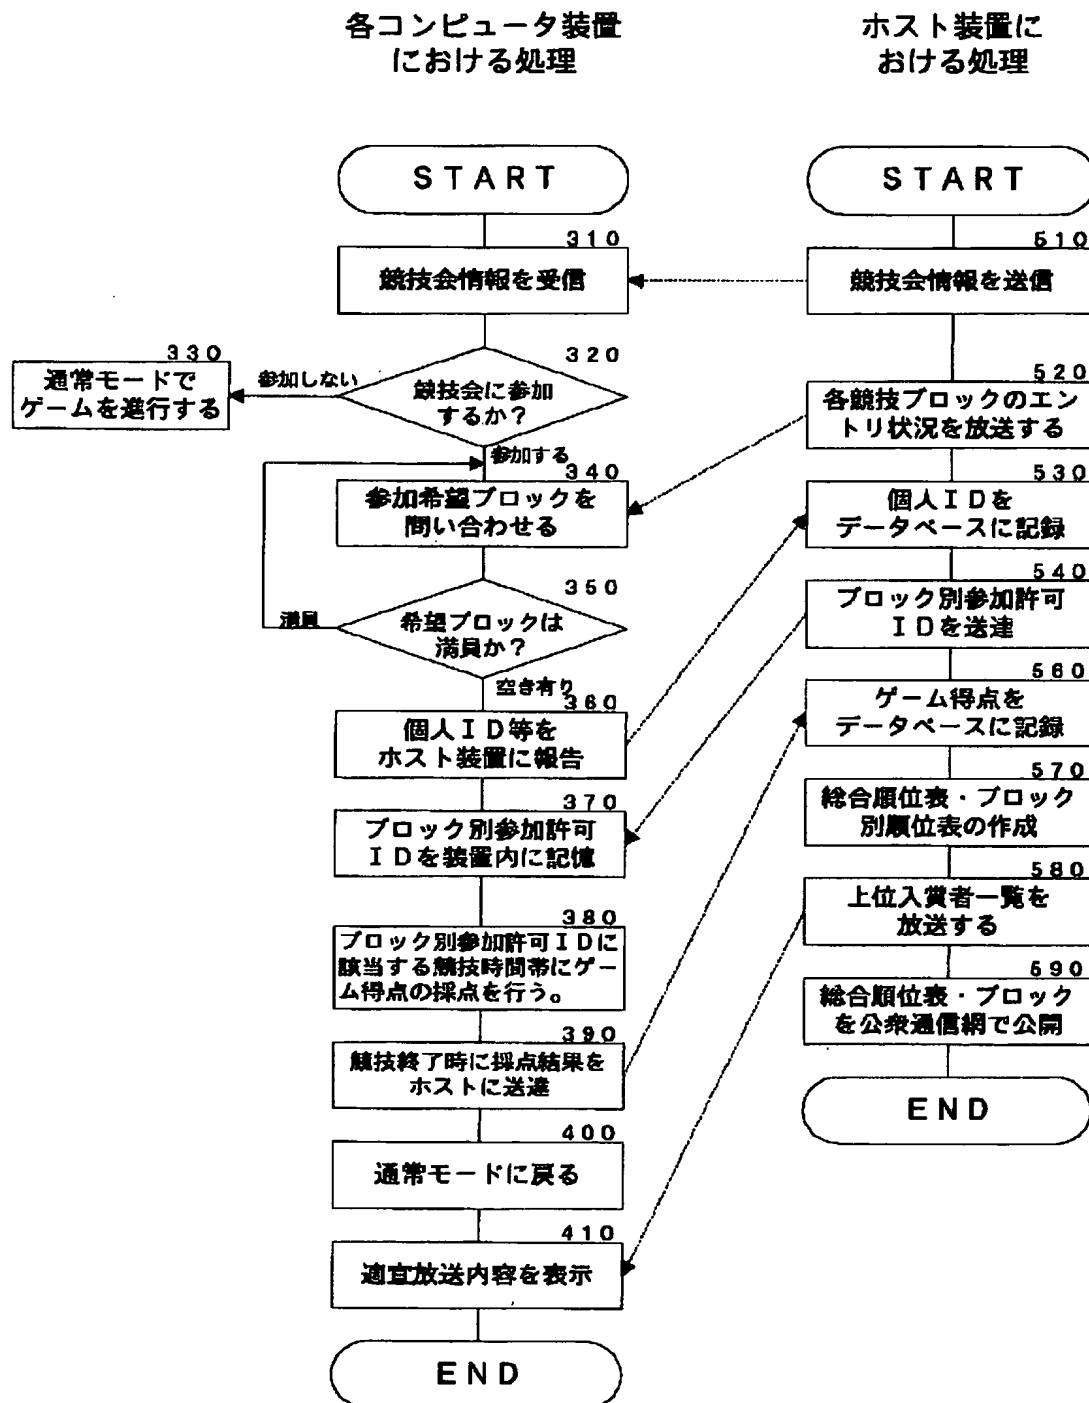 各コンピュータ装置
における処理
START
310
競技会情報を受信
320
競技会に参加
するか？
参加しない
330
通常モードで
ゲームを進行する
参加する
340
参加希望ブロックを
問い合わせる
350
希望ブロックは
満員か？
満員
空き有り
360
個人ＩＤ等を
ホスト装置に報告
370
ブロック別参加許可
ＩＤを装置内に記憶
380
ブロック別参加許可ＩＤに
該当する競技時間帯にゲー
ム得点の採点を行う。
390
競技終了時に採点結果を
ホストに送達
400
通常モードに戻る
410
適宜放送内容を表示
END
ホスト装置に
おける処理
START
510
競技会情報を送信
520
各競技ブロックのエン
トリ状況を放送する
530
個人ＩＤを
データベースに記録
540
ブロック別参加許可
ＩＤを送達
560
ゲーム得点を
データベースに記録
570
総合順位表・ブロック
別順位表の作成
580
上位入賞者一覧を
放送する
590
総合順位表・ブロック
を公衆通信網で公開
END